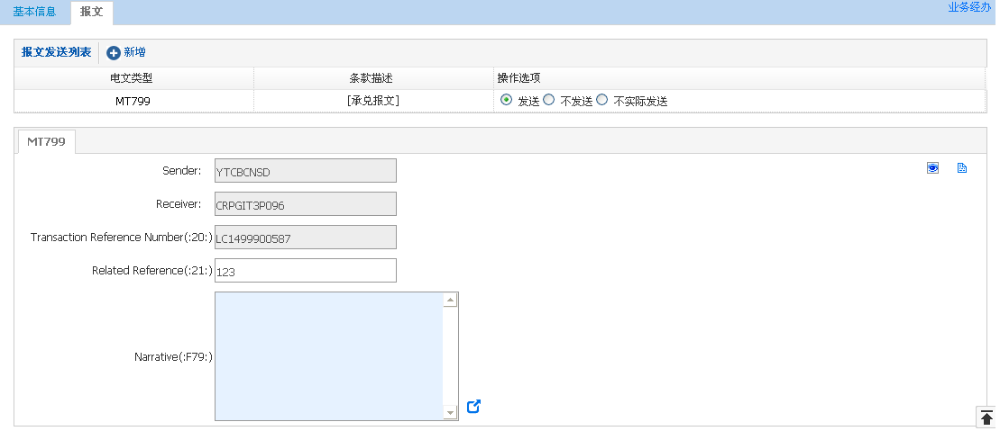 基本信息 报文 业务经办
报文发送列表 新增
电文类型 条款描述 操作选项
MT799 [承兑报文] 发送 不发送 不实际发送
MT799
Sender: YTCBCNSD
Receiver: CRPGIT3P096
Transaction Reference Number(:20:) LC1499900587
Related Reference(:21:) 123
Narrative(:F79:)